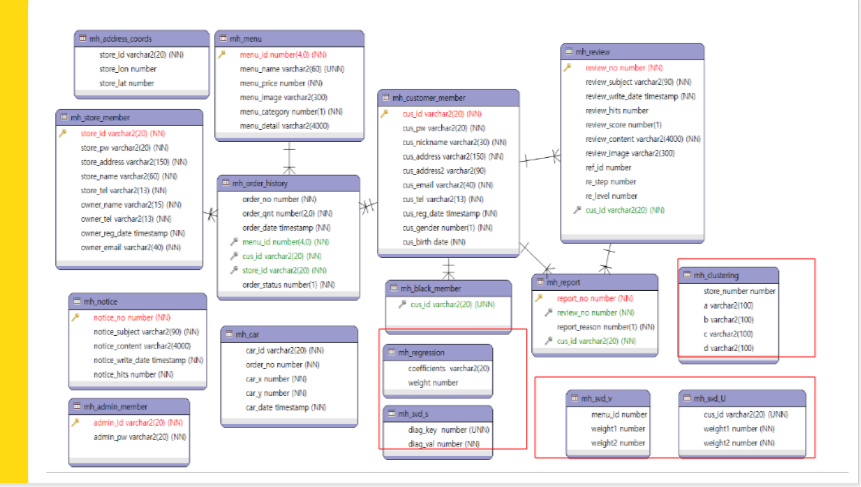 mh_address_coords
store_id varchar2(20) (NN)
store_lon number
store_lat number
mh_menu
menu_id number(4,0) (NN)
menu_name varchar2(60) (UNN)
menu_price number (NN)
menu_image varchar2(300)
menu_category number(1) (NN)
menu_detail varchar2(4000)
mh_review
review_no number (NN)
review_subject varchar2(90) (NN)
review_write_date timestamp (NN)
review_hits number
review_score number(1)
review_content varchar2(4000) (NN)
review_image varchar2(300)
ref_id number
re_step number
re_level number
cus_id varchar2(20) (NN)
mh_customer_member
cus_id varchar2(20) (NN)
cus_pw varchar2(20) (NN)
cus_nickname varchar2(30) (NN)
cus_address varchar2(150) (NN)
cus_address2 varchar2(90)
cus_email varchar2(40) (NN)
cus_tel varchar2(13) (NN)
cus_reg_date timestamp (NN)
cus_gender number(1) (NN)
cus_birth date (NN)
mh_store_member
store_id varchar2(20) (NN)
store_pw varchar2(20) (NN)
store_address varchar2(150) (NN)
store_name varchar2(60) (NN)
store_tel varchar2(13) (NN)
owner_name varchar2(15) (NN)
owner_tel varchar2(13) (NN)
owner_reg_date timestamp (NN)
owner_email varchar2(40) (NN)
mh_order_history
order_no number (NN)
order_qnt number(2,0) (NN)
order_date timestamp (NN)
menu_id number(4,0) (NN)
cus_id varchar2(20) (NN)
store_id varchar2(20) (NN)
order_status number(1) (NN)
mh_black_member
cus_id varchar2(20) (UNN)
mh_report
report_no number (NN)
review_no number (NN)
report_reason number(1) (NN)
cus_id varchar2(20) (NN)
mh_clustering
store_number number
a varchar2(100)
b varchar2(100)
c varchar2(100)
d varchar2(100)
mh_notice
notice_no number (NN)
notice_subject varchar2(90) (NN)
notice_content varchar2(4000)
notice_write_date timestamp (NN)
notice_hits number (NN)
mh_car
car_id varchar2(20) (NN)
order_no number (NN)
car_x number (NN)
car_y number (NN)
car_date timestamp (NN)
mh_regression
coefficients varchar2(20)
weight number
mh_admin_member
admin_id varchar2(20) (NN)
admin_pw varchar2(20) (NN)
mh_svd_s
diag_key number (UNN)
diag_val number (NN)
mh_svd_v
menu_id number
weight1 number
weight2 number
mh_svd_U
cus_id varchar2(20) (UNN)
weight1 number (NN)
weight2 number (NN)